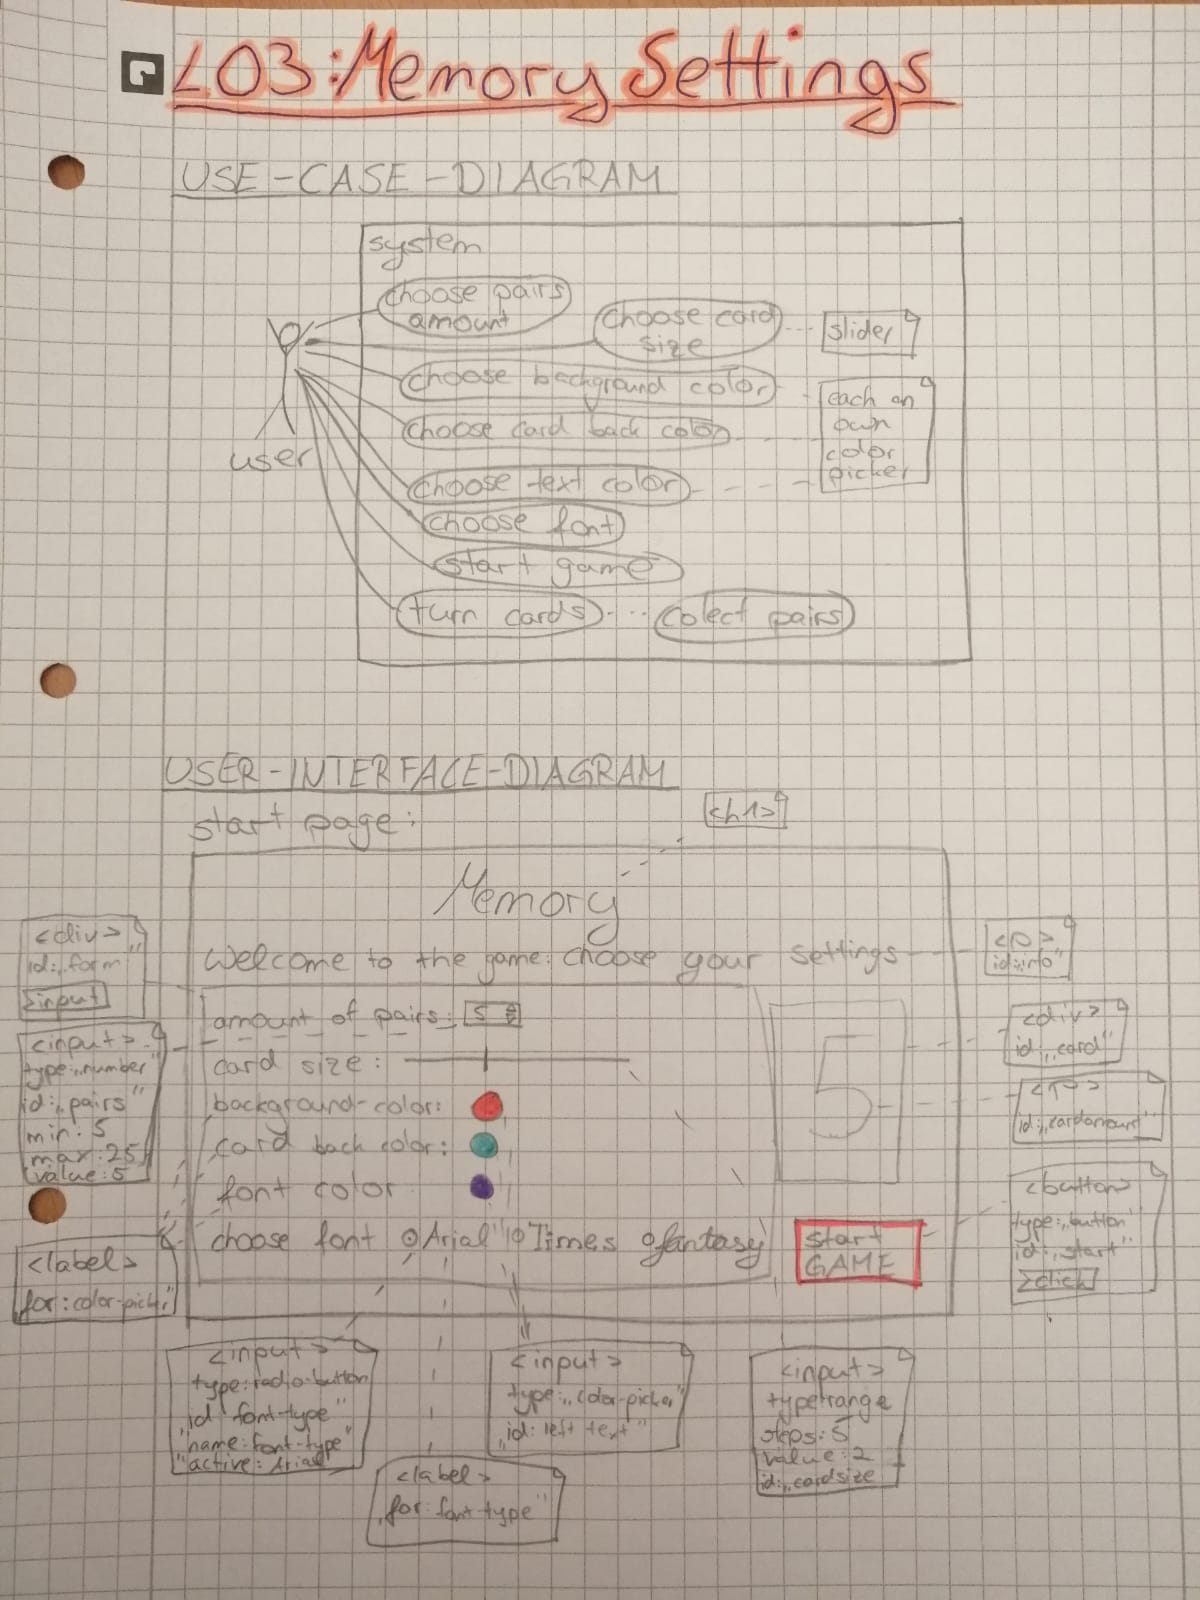 L03: Memory Settings
USE-CASE-DIAGRAM
system
choose pairs
amount
choose card
size
slider
choose background color
each an
own
color
picker
choose card back color
user
choose text color
choose font
start game
turn cards
colect pairs
USER-INTERFACE-DIAGRAM
start page:
<h1>
Memory
Welcome to the game: choose your settings
<div>
id: „form"
>input
<p>
id: info"
amount of pairs: 5
card size:
background-color:
card back color:
font color
choose font Arial Times fantasy
5
start
GAME
<input>
type: „number"
id: „pairs"
min: 5
max: 25
value: 5
<div>
id: „card"
id: „cardamount"
<button>
type: „button"
id: „start"
>click
<label>
for: color-pick."
<input>
type: radio-button
„id font-type"
„name: font-type"
"active: Arial"
<input>
type: „color-picker"
„id: left text"
<input>
type: range
steps: 5
value: 2
id: „cardsize
<label>
„for: font-type"